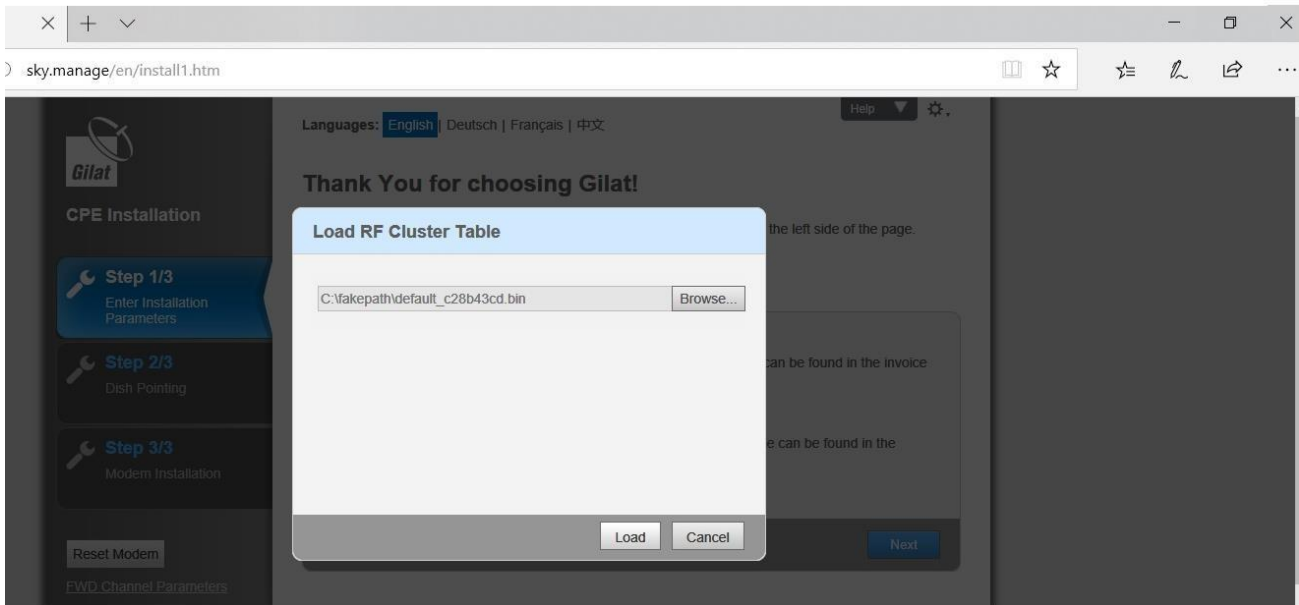 sky.manage/en/install1.htm
Languages: English | Deutsch | Français | 中文
Help
Gilat
CPE Installation
Thank You for choosing Gilat!
the left side of the page.
Load RF Cluster Table
C:\fakepath\default_c28b43cd.bin
Browse...
Step 1/3
Enter Installation
Parameters
can be found in the invoice
Step 2/3
Dish Pointing
e can be found in the
Step 3/3
Modem Installation
Load
Cancel
Next
Reset Modem
FWD Channel Parameters